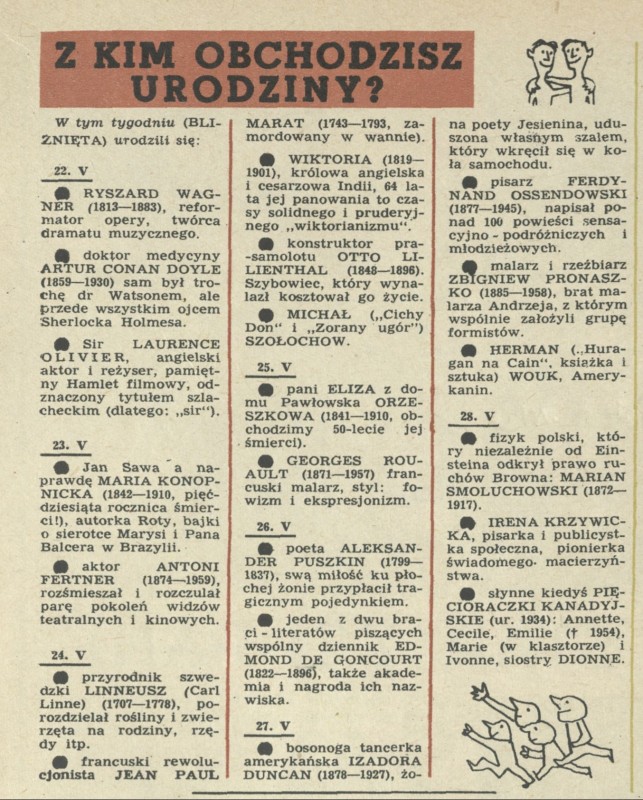 Z KIM OBCHODZISZ
URODZINY?
W tym tygodniu (BLI-
ŹNIĘTA) urodzili się:
22. V
● RYSZARD WAG-
NER (1813—1883), refor-
mator opery, twórca
dramatu muzycznego.
● doktor medycyny
ARTUR CONAN DOYLE
(1859—1930) sam był tro-
chę dr Watsonem, ale
przede wszystkim ojcem
Sherlocka Holmesa.
● Sir LAURENCE
OLIVIER, angielski
aktor i reżyser, pamięt-
ny Hamlet filmowy, od-
znaczony tytułem szla-
checkim (dlatego: „sir").
23. V
● Jan Sawa a na-
prawdę MARIA KONOP-
NICKA (1842—1910, pięć-
dziesiąta rocznica śmier-
ci!), autorka Roty, bajki
o sierotce Marysi i Pana
Balcera w Brazylii.
● aktor ANTONI
FERTNER (1874—1959),
rozśmieszał i rozczulał
parę pokoleń widzów
teatralnych i kinowych.
24. V
● przyrodnik szwe-
dzki LINNEUSZ (Carl
Linne) (1707—1778), po-
rozdzielał rośliny i zwie-
rzęta na rodziny, rzę-
dy itp.
● francuski rewolu-
cjonista JEAN PAUL
MARAT (1743—1793, za-
mordowany w wannie).
● WIKTORIA (1819—
1901), królowa angielska
i cesarzowa Indii, 64 la-
ta jej panowania to cza-
sy solidnego i pruderyj-
nego „wiktorianizmu".
● konstruktor pra-
-samolotu OTTO LI-
LIENTHAL (1848—1896).
Szybowiec, który wyna-
lazł kosztował go życie.
● MICHAŁ („Cichy
Don" i „Zorany ugór")
SZOŁOCHOW.
25. V
● pani ELIZA z do-
mu Pawłowska ORZE-
SZKOWA (1841—1910, ob-
chodzimy 50-lecie jej
śmierci).
● GEORGES ROU-
AULT (1871—1957) fran-
cuski malarz, styl: fo-
wizm i ekspresjonizm.
26. V
● poeta ALEKSAN-
DER PUSZKIN (1799—
1837), swą miłość ku pło-
chej żonie przypłacił tra-
gicznym pojedynkiem.
● jeden z dwu bra-
ci - literatów piszących
wspólny dziennik ED-
MOND DE GONCOURT
(1822—1896), także akade-
mia i nagroda ich naz-
wiska.
27. V
● bosonoga tancerka
amerykańska IZADORA
DUNCAN (1878—1927), żo-
na poety Jesienina, udu-
szona własnym szalem,
który wkręcił się w ko-
ła samochodu.
● pisarz FERDY-
NAND OSSENDOWSKI
(1877—1945), napisał po-
nad 100 powieści sensa-
cyjno - podróżniczych i
młodzieżowych.
● malarz i rzeźbiarz
ZBIGNIEW PRONASZ-
KO (1885—1958), brat ma-
larza Andrzeja, z którym
wspólnie założyli grupę
formistów.
● HERMAN („Hura-
gan na Cain", książka i
sztuka) WOUK, Amery-
kanin.
28. V
● fizyk polski, któ-
ry niezależnie od Ein-
steina odkrył prawo ru-
chów Browna: MARIAN
SMOLUCHOWSKI (1872—
1917).
● IRENA KRZYWIC-
KA, pisarka i publicyst-
ka społeczna, pionierka
świadomego macierzyń-
stwa.
● słynne kiedyś PIĘ-
CIORACZKI KANADYJ-
SKIE (ur. 1934): Annette,
Cecile, Emilie († 1954),
Marie (w klasztorze) i
Ivonne, siostry DIONNE.